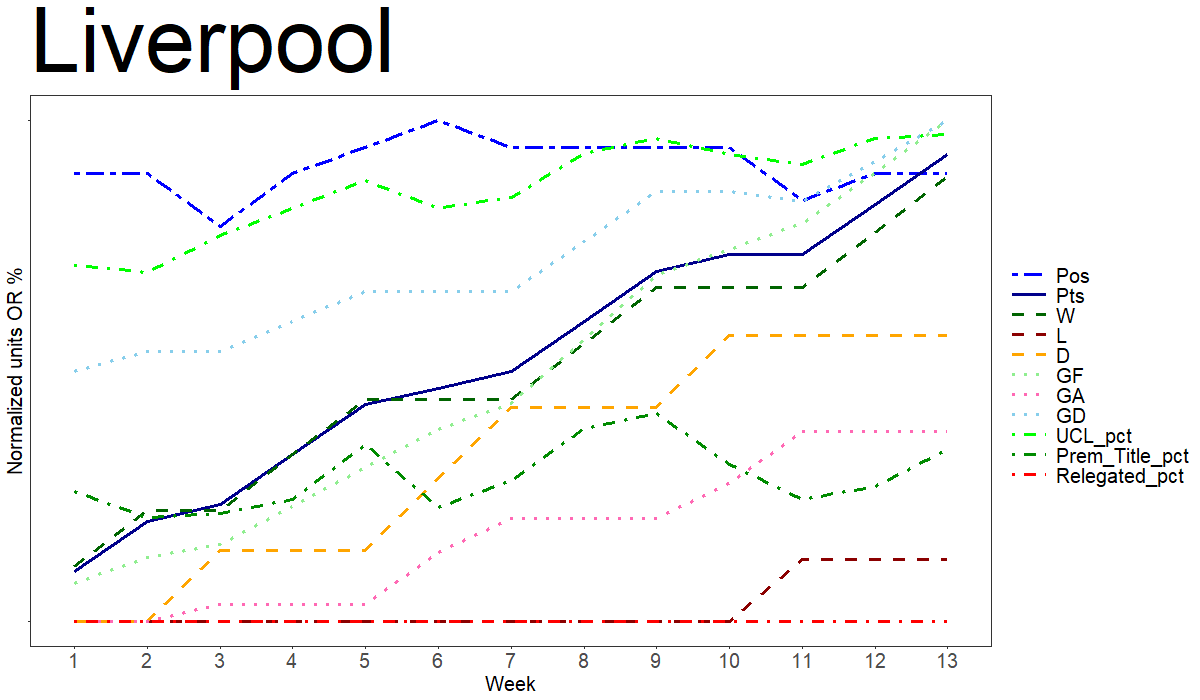 Liverpool
Normalized units OR %
Pos
Pts
W
L
D
GF
GA
GD
UCL_pct
Prem_Title_pct
Relegated_pct
1 2 3 4 5 6 7 8 9 10 11 12 13
Week